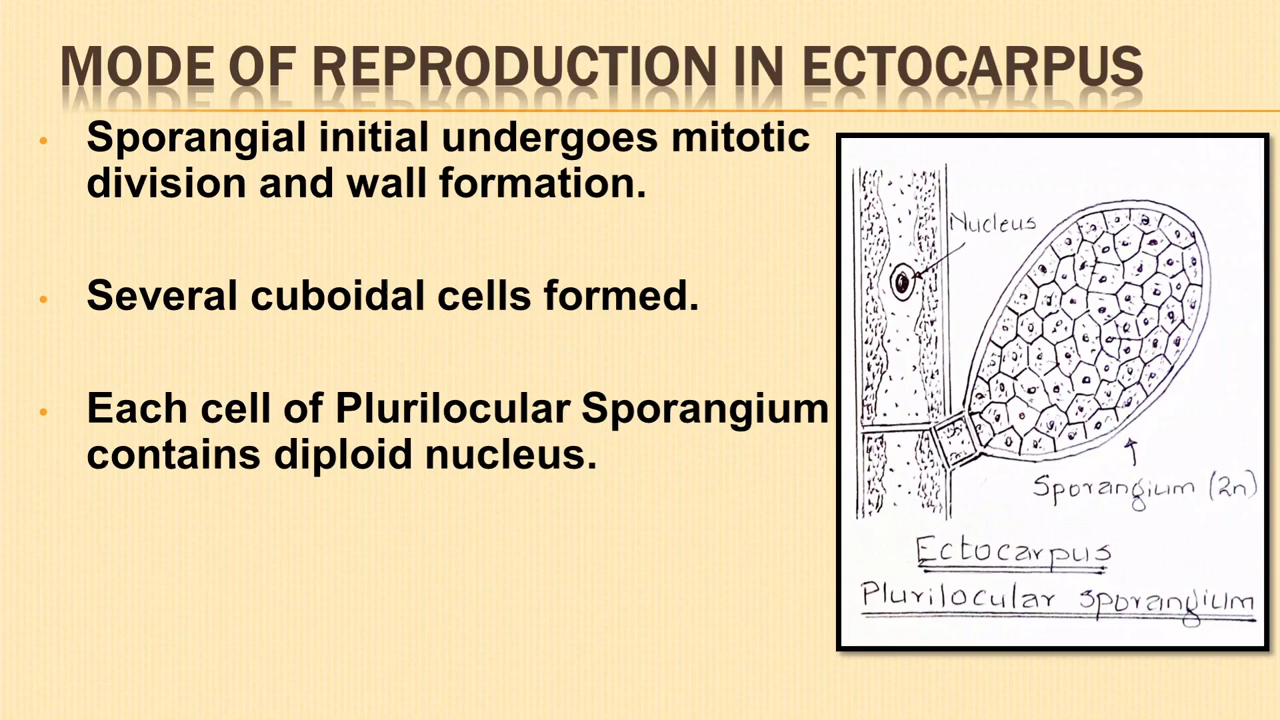 MODE OF REPRODUCTION IN ECTOCARPUS
• Sporangial initial undergoes mitotic
division and wall formation.
• Several cuboidal cells formed.
• Each cell of Plurilocular Sporangium
contains diploid nucleus.
Nucleus
Sporangium (2n)
Ectocarpus
Plurilocular sporangium